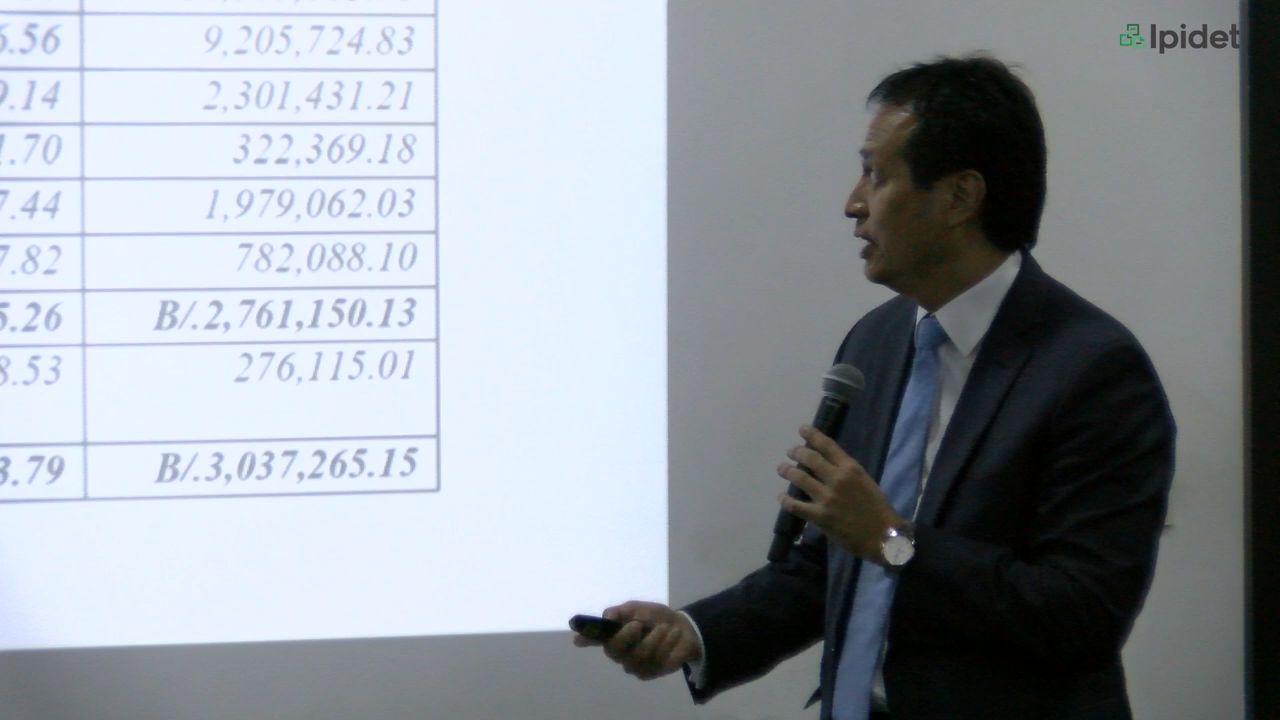 Ipidet
6.56 9,205,724.83
9.14 2,301,431.21
1.70 322,369.18
7.44 1,979,062.03
7.82 782,088.10
5.26 B/.2,761,150.13
8.53 276,115.01
3.79 B/.3,037,265.15